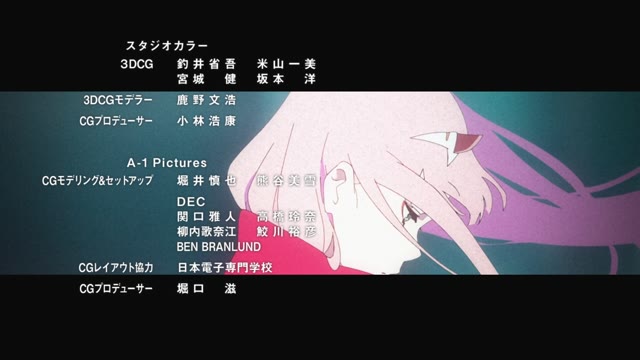 スタジオカラー
3DCG 釣井省吾 米山一美
宮城 健 坂本 洋
3DCGモデラー 鹿野文浩
CGプロデューサー 小林浩康
A-1 Pictures
CGモデリング&セットアップ 堀井慎也 熊谷美雪
DEC
関口雅人 高橋玲奈
柳内歌奈江 鮫川裕彦
BEN BRANLUND
CGレイアウト協力 日本電子専門学校
CGプロデューサー 堀口 滋